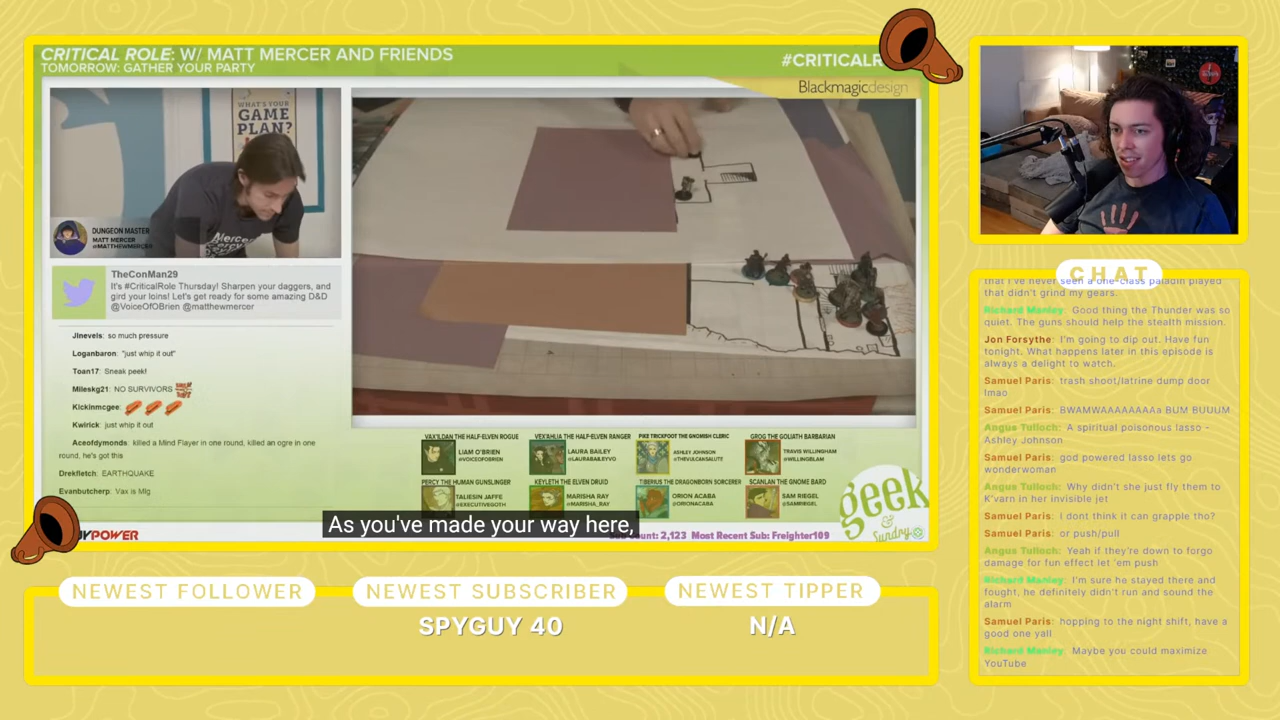 CRITICAL ROLE: W/ MATT MERCER AND FRIENDS
TOMORROW: GATHER YOUR PARTY
#CRITICALR
Blackmagicdesign
WHAT'S YOUR
GAME
PLAN?
DUNGEON MASTER
MATT MERCER
@MATTHEWMERCER
TheConMan29
It's #CriticalRole Thursday! Sharpen your daggers, and
gird your loins! Let's get ready for some amazing D&D
@VoiceOfOBrien @matthewmercer
Jlnevels: so much pressure
Loganbaron: "just whip it out"
Toan17: Sneak peek!
Mileskg21: NO SURVIVORS
Kickinmcgee:
Kwirick: just whip it out
Aceofdymonds: killed a Mind Flayer in one round, killed an ogre in one
round, he's got this
Drekfletch: EARTHQUAKE
Evanbutcherp: Vax is Mig
VAX'ILDAN THE HALF-ELVEN ROGUE
LIAM O'BRIEN
@VOICEOFOBRIEN
VEX'AHLIA THE HALF-ELVEN RANGER
LAURA BAILEY
@LAURABAILEYVO
PIKE TRICKFOOT THE GNOMISH CLERIC
ASHLEY JOHNSON
@THEVULCANSALUTE
GROG THE GOLIATH BARBARIAN
TRAVIS WILLINGHAM
@WILLINGBLAM
PERCY THE HUMAN GUNSLINGER
TALIESIN JAFFE
@EXECUTIVEGOTH
KEYLETH THE ELVEN DRUID
MARISHA RAY
@MARISHA_RAY
TIBERIUS THE DRAGONBORN SORCERER
ORION ACABA
@ORIONACABA
SCANLAN THE GNOME BARD
SAM RIEGEL
@SAMRIEGEL
geek
& Sundry
As you've made your way here,
YPOWER
Count: 2,123 Most Recent Sub: Freighter109
NEWEST FOLLOWER
NEWEST SUBSCRIBER
SPYGUY 40
NEWEST TIPPER
N/A
CHAT
that I've never seen a one-class paladin played
that didn't grind my gears.
Richard Manley: Good thing the Thunder was so
quiet. The guns should help the stealth mission.
Jon Forsythe: I'm going to dip out. Have fun
tonight. What happens later in this episode is
always a delight to watch.
Samuel Paris: trash shoot/latrine dump door
lmao
Samuel Paris: BWAMWAAAAAAAAa BUM BUUUM
Angus Tulloch: A spiritual poisonous lasso -
Ashley Johnson
Samuel Paris: god powered lasso lets go
wonderwoman
Angus Tulloch: Why didn't she just fly them to
K'varn in her invisible jet
Samuel Paris: I dont think it can grapple tho?
Samuel Paris: or push/pull
Angus Tulloch: Yeah if they're down to forgo
damage for fun effect let 'em push
Richard Manley: I'm sure he stayed there and
fought, he definitely didn't run and sound the
alarm
Samuel Paris: hopping to the night shift, have a
good one yall
Richard Manley: Maybe you could maximize
YouTube